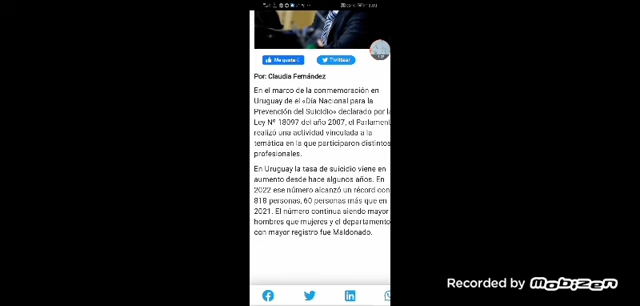 Me gusta 0
Twittear
Por: Claudia Fernández
En el marco de la conmemoración en
Uruguay de el «Día Nacional para la
Prevención del Suicidio» declarado por la
Ley Nº 18097 del año 2007, el Parlament
realizó una actividad vinculada a la
temática en la que participaron distintos
profesionales.
En Uruguay la tasa de suicidio viene en
aumento desde hace algunos años. En
2022 ese número alcanzó un récord con
818 personas, 60 personas más que en
2021. El número continua siendo mayor
hombres que mujeres y el departamento
con mayor registro fue Maldonado.
Recorded by mobizen